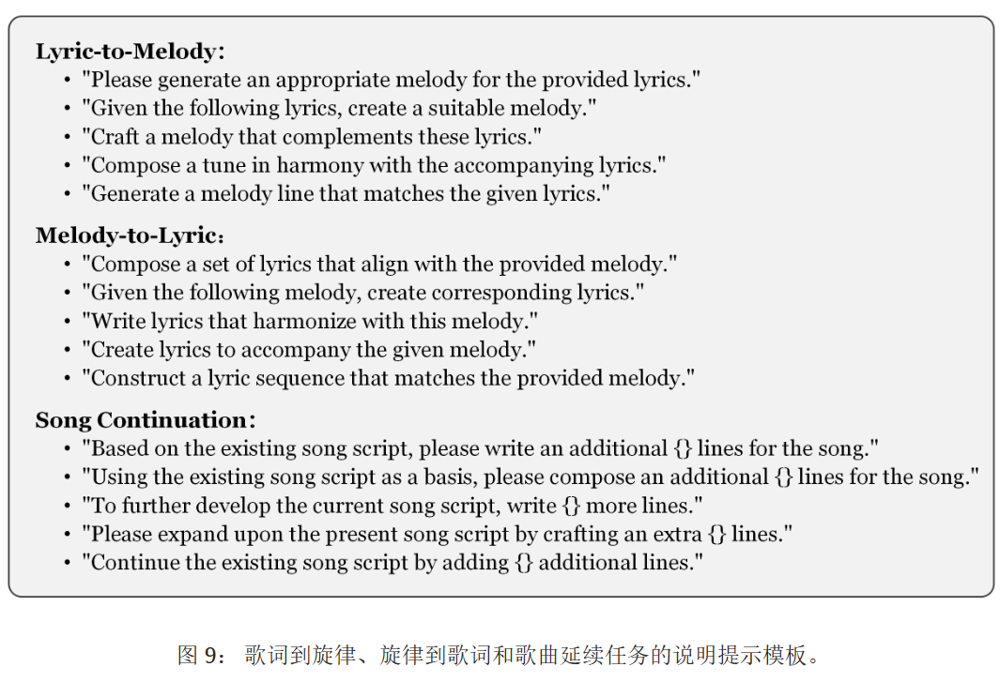 Lyric-to-Melody：
• "Please generate an appropriate melody for the provided lyrics."
• "Given the following lyrics, create a suitable melody."
• "Craft a melody that complements these lyrics."
• "Compose a tune in harmony with the accompanying lyrics."
• "Generate a melody line that matches the given lyrics."
Melody-to-Lyric：
• "Compose a set of lyrics that align with the provided melody."
• "Given the following melody, create corresponding lyrics."
• "Write lyrics that harmonize with this melody."
• "Create lyrics to accompany the given melody."
• "Construct a lyric sequence that matches the provided melody."
Song Continuation：
• "Based on the existing song script, please write an additional {} lines for the song."
• "Using the existing song script as a basis, please compose an additional {} lines for the song."
• "To further develop the current song script, write {} more lines."
• "Please expand upon the present song script by crafting an extra {} lines."
• "Continue the existing song script by adding {} additional lines."
图 9： 歌词到旋律、旋律到歌词和歌曲延续任务的说明提示模板。